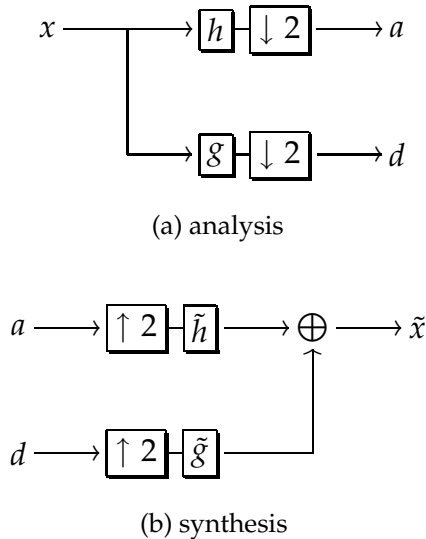 x h ↓ 2 a
g ↓ 2 d
(a) analysis
a ↑ 2 h̃ ⊕ x̃
d ↑ 2 g̃
(b) synthesis